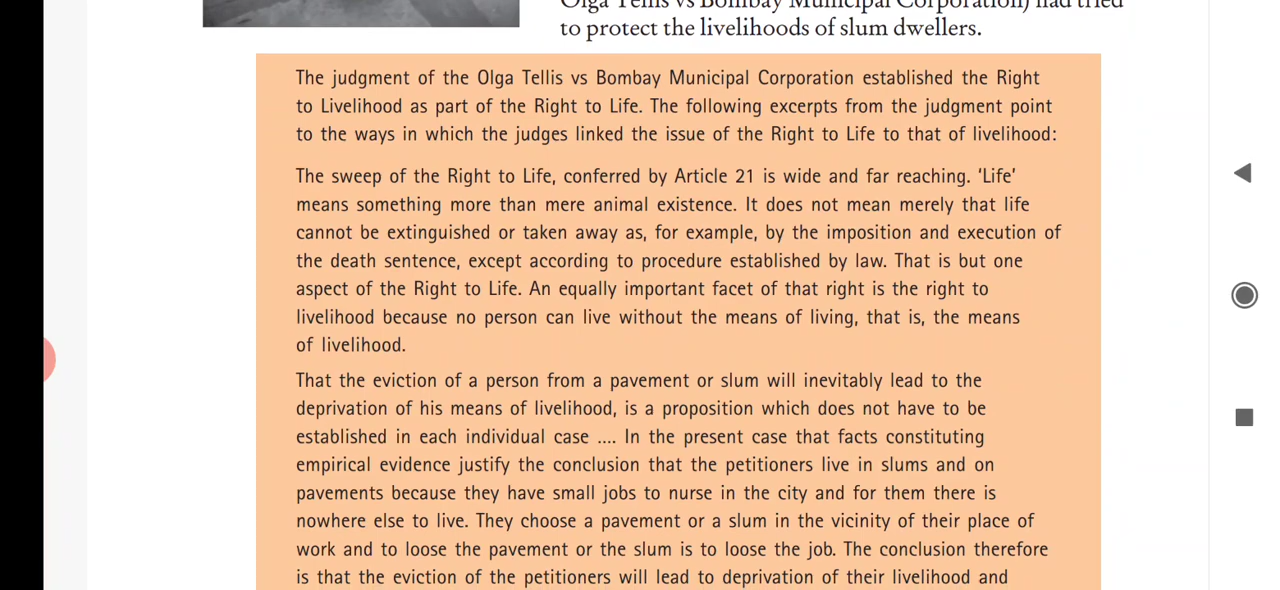 Olga Tellis vs Bombay Municipal Corporation) had tried
to protect the livelihoods of slum dwellers.
The judgment of the Olga Tellis vs Bombay Municipal Corporation established the Right
to Livelihood as part of the Right to Life. The following excerpts from the judgment point
to the ways in which the judges linked the issue of the Right to Life to that of livelihood:
The sweep of the Right to Life, conferred by Article 21 is wide and far reaching. ‘Life’
means something more than mere animal existence. It does not mean merely that life
cannot be extinguished or taken away as, for example, by the imposition and execution of
the death sentence, except according to procedure established by law. That is but one
aspect of the Right to Life. An equally important facet of that right is the right to
livelihood because no person can live without the means of living, that is, the means
of livelihood.
That the eviction of a person from a pavement or slum will inevitably lead to the
deprivation of his means of livelihood, is a proposition which does not have to be
established in each individual case .... In the present case that facts constituting
empirical evidence justify the conclusion that the petitioners live in slums and on
pavements because they have small jobs to nurse in the city and for them there is
nowhere else to live. They choose a pavement or a slum in the vicinity of their place of
work and to loose the pavement or the slum is to loose the job. The conclusion therefore
is that the eviction of the petitioners will lead to deprivation of their livelihood and